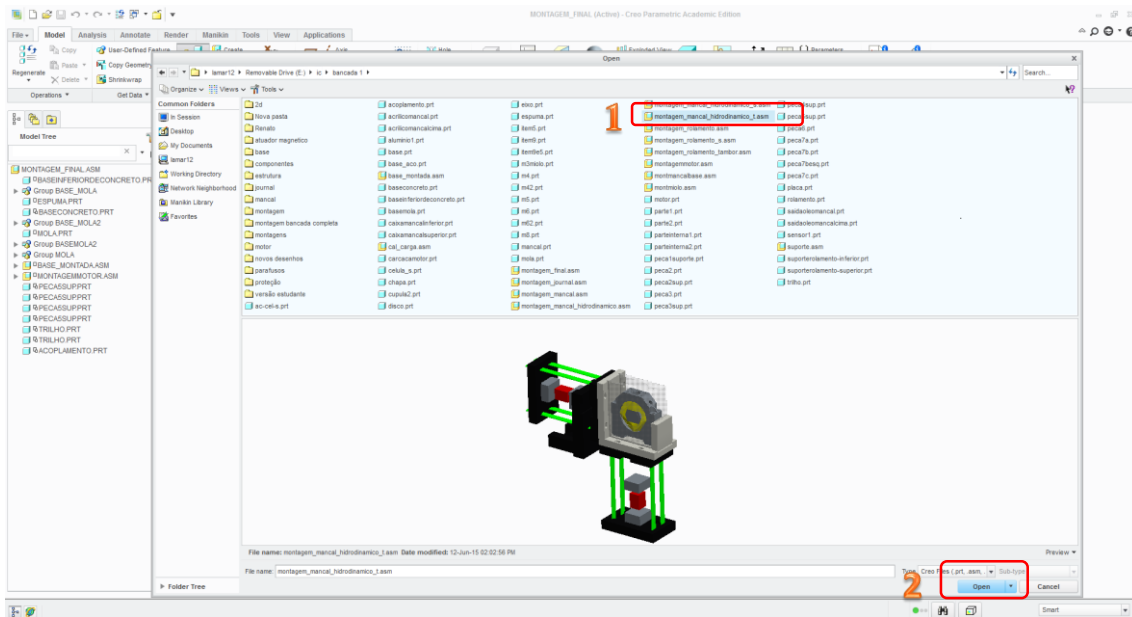 MONTAGEM_FINAL (Active) - Creo Parametric Academic Edition
File Model Analysis Annotate Render Manikin Tools View Applications
Copy User-Defined Feature Create Axis Hole Exploded View Parameters
Regenerate Paste Copy Geometry
Delete Shrinkwrap
Operations Get Data
Model Tree
MONTAGEM_FINAL.ASM
BASEINFERIORDECONCRETO.PR
Group BASE_MOLA
ESPUMA.PRT
BASECONCRETO.PRT
Group BASE_MOLA2
MOLA.PRT
Group BASEMOLA2
Group MOLA
BASE_MONTADA.ASM
MONTAGEMMOTOR.ASM
PECA5SUP.PRT
PECA5SUP.PRT
PECA5SUP.PRT
PECA5SUP.PRT
TRILHO.PRT
TRILHO.PRT
ACOPLAMENTO.PRT
Open
lamar12 Removable Drive (E:) ic bancada 1
Search...
Organize Views Tools
Common Folders
In Session
Desktop
My Documents
lamar12
Working Directory
Network Neighborhood
Manikin Library
Favorites
2d
Nova pasta
Renato
atuador magnetico
base
componentes
estrutura
journal
mancal
montagem
montagem bancada completa
montagens
motor
novos desenhos
parafusos
proteção
versão estudante
ac-cel-s.prt
acoplamento.prt
acrilicomancal.prt
acrilicomancalcima.prt
aluminio1.prt
base.prt
base_aco.prt
base_montada.asm
baseconcreto.prt
baseinferiordeconcreto.prt
basemola.prt
caixamancalinferior.prt
caixamancalsuperior.prt
cal_carga.asm
carcacamotor.prt
celula_s.prt
chapa.prt
cupula2.prt
disco.prt
eixo.prt
espuma.prt
item5.prt
item9.prt
itemlie5.prt
m3miolo.prt
m4.prt
m42.prt
m5.prt
m6.prt
m62.prt
m8.prt
mancal.prt
mola.prt
montagem_final.asm
montagem_journal.asm
montagem_mancal.asm
montagem_mancal_hidrodinamico.asm
1
montagem_mancal_hidrodinamico_s.asm
montagem_mancal_hidrodinamico_t.asm
montagem_rolamento.asm
montagem_rolamento_s.asm
montagem_rolamento_tambor.asm
montagemmotor.asm
montmancalbase.asm
montmiolo.asm
motor.prt
parte1.prt
parte2.prt
parteinterna1.prt
parteinterna2.prt
peca1suporte.prt
peca2.prt
peca2sup.prt
peca3.prt
peca3sup.prt
peca7a.prt
peca7b.prt
peca7besq.prt
peca7c.prt
placa.prt
rolamento.prt
saidaoleomancal.prt
saidaoleomancalcima.prt
sensor1.prt
suporte.asm
suporterolamento-inferior.prt
suporterolamento-superior.prt
trilho.prt
File name: montagem_mancal_hidrodinamico_t.asm Date modified: 12-Jun-15 02:02:56 PM
Preview
File name: montagem_mancal_hidrodinamico_t.asm
Type Creo Files (.prt, .asm, Sub-type
2
Folder Tree
Open Cancel
Smart